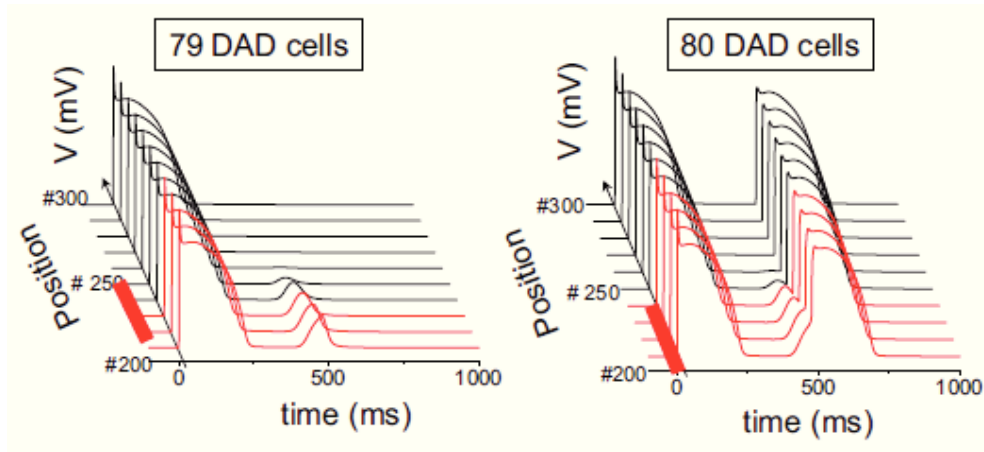 79 DAD cells
V (mV)
#300
# 250
Position
#200
0
500
1000
time (ms)
80 DAD cells
V (mV)
#300
# 250
Position
#200
0
500
1000
time (ms)